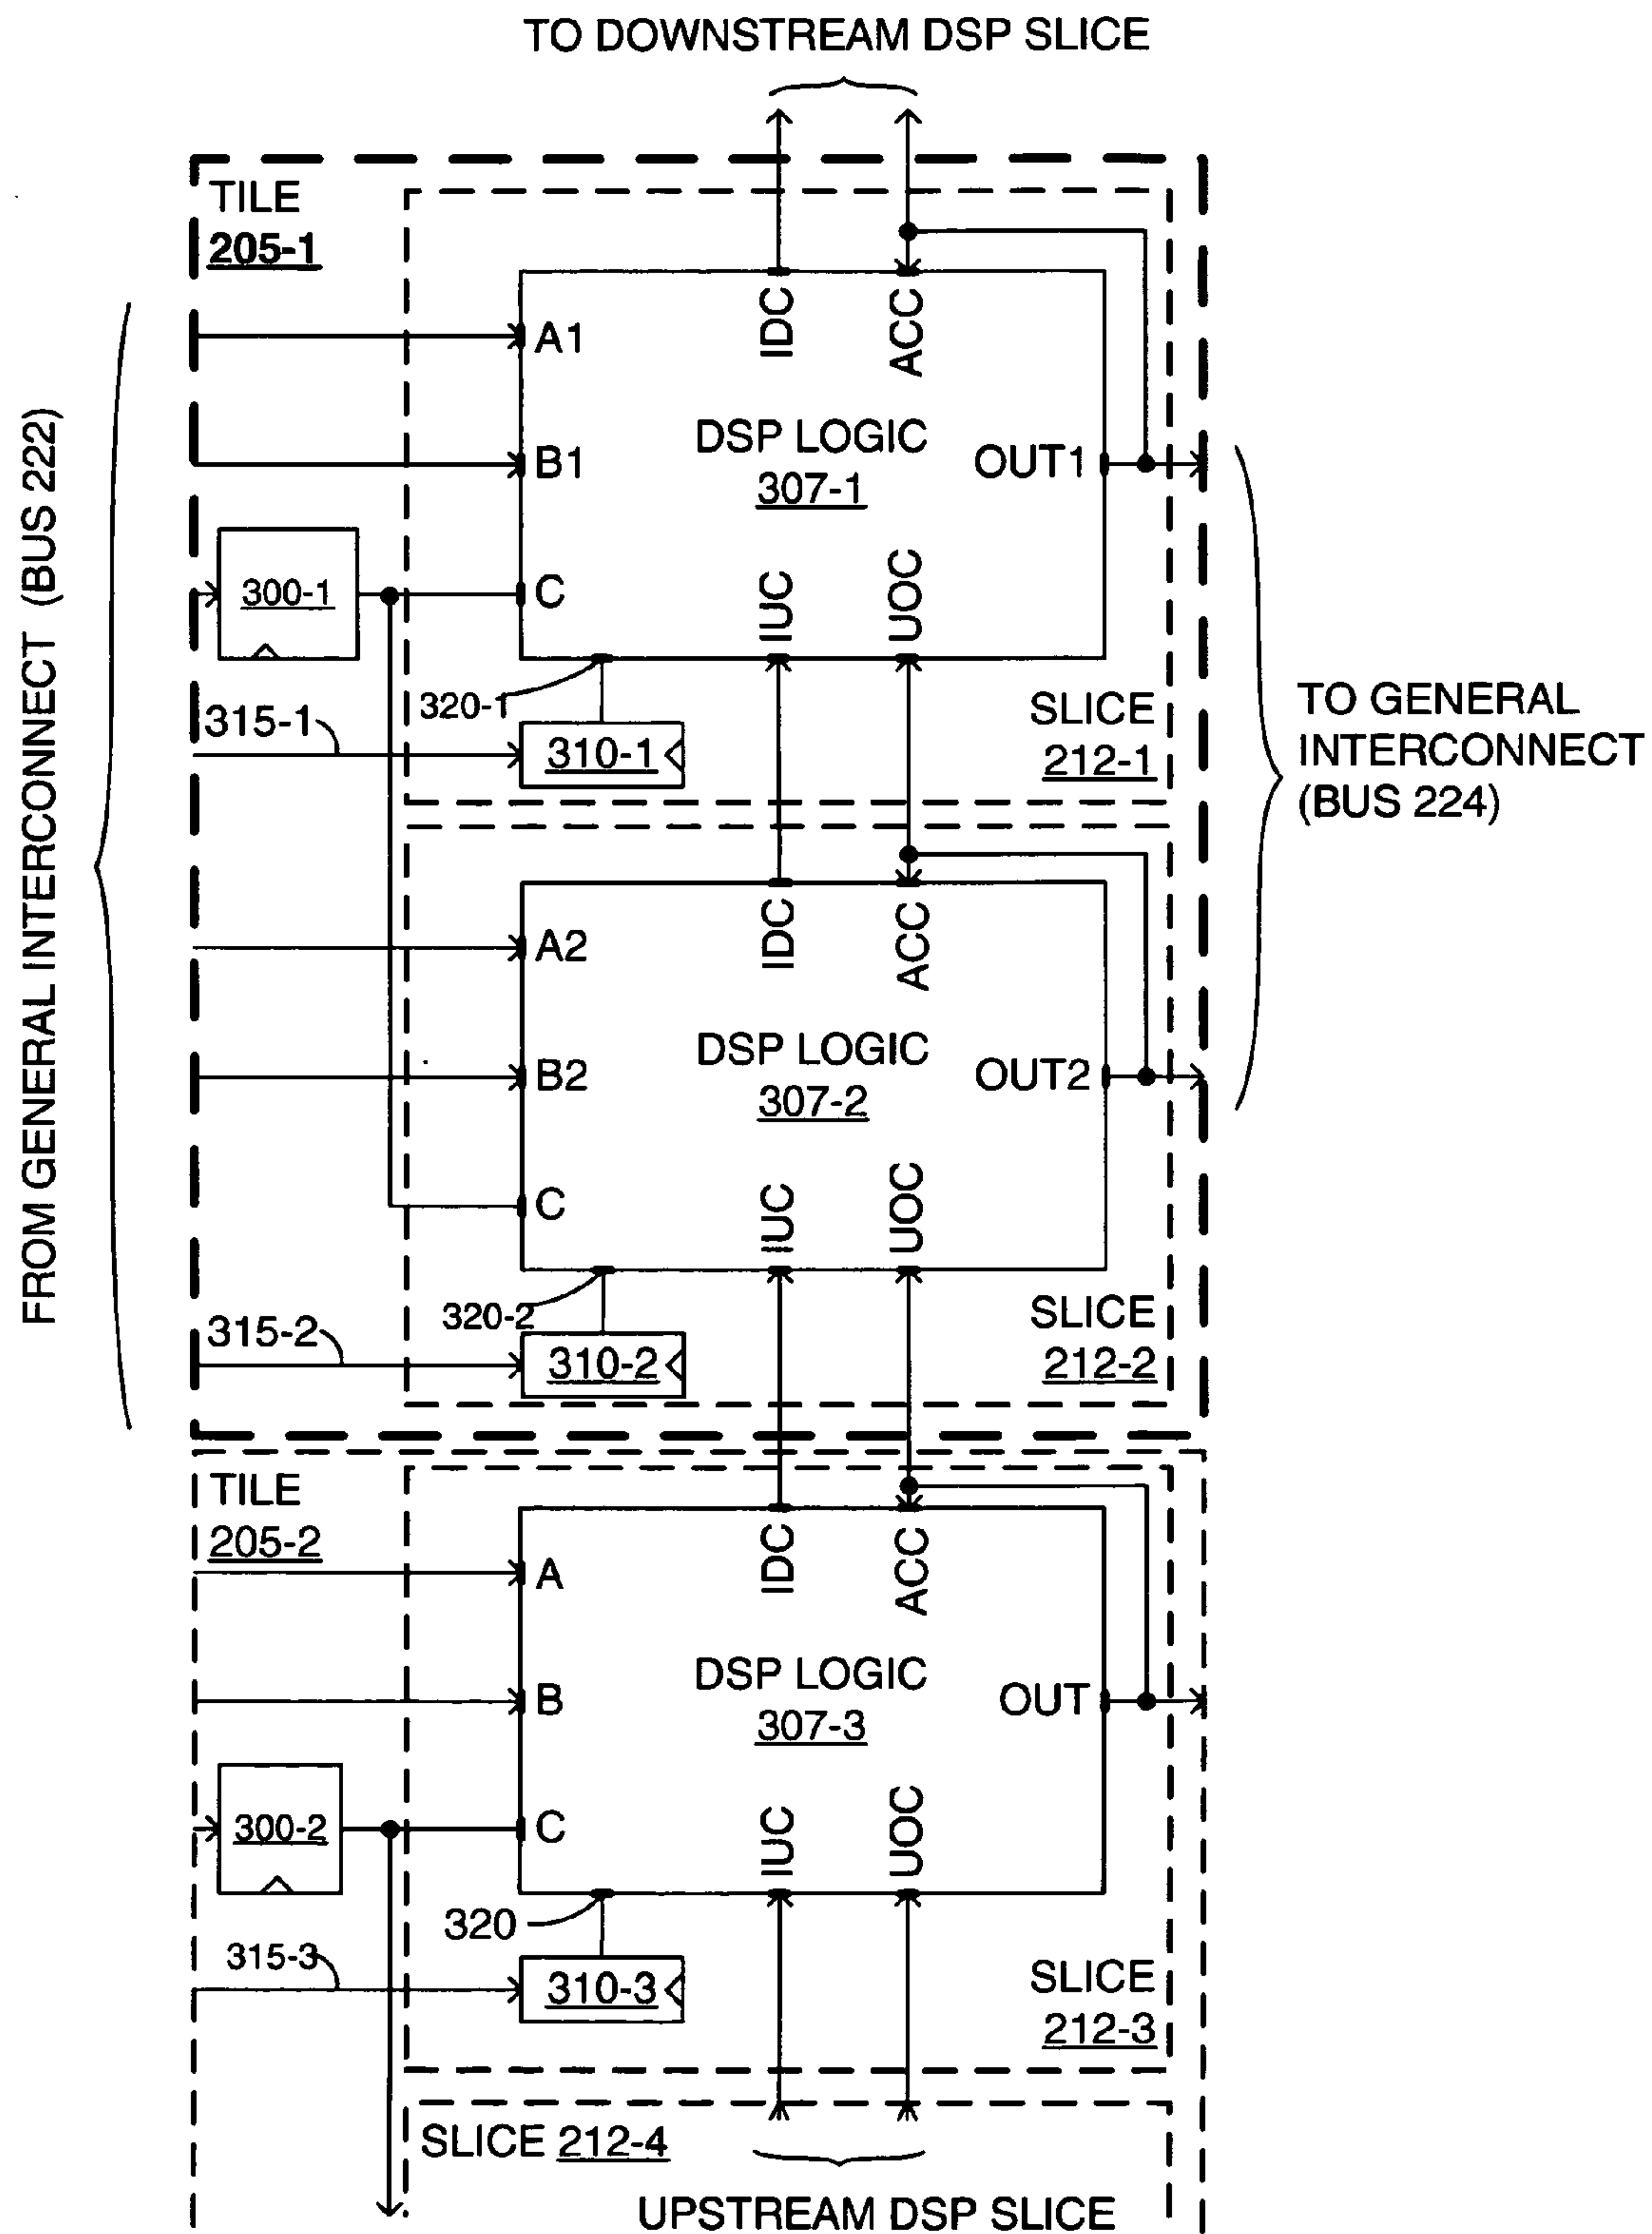 TO DOWNSTREAM DSP SLICE
TILE
205-1
FROM GENERAL INTERCONNECT (BUS 222)
IDC
ACC
A1
B1
C
DSP LOGIC
307-1
OUT1
IUC
UOC
300-1
320-1
315-1
310-1
SLICE
212-1
TO GENERAL
INTERCONNECT
(BUS 224)
IDC
ACC
A2
B2
C
DSP LOGIC
307-2
OUT2
IUC
UOC
320-2
315-2
310-2
SLICE
212-2
TILE
205-2
IDC
ACC
A
B
C
DSP LOGIC
307-3
OUT
IUC
UOC
300-2
320
315-3
310-3
SLICE
212-3
SLICE 212-4
UPSTREAM DSP SLICE